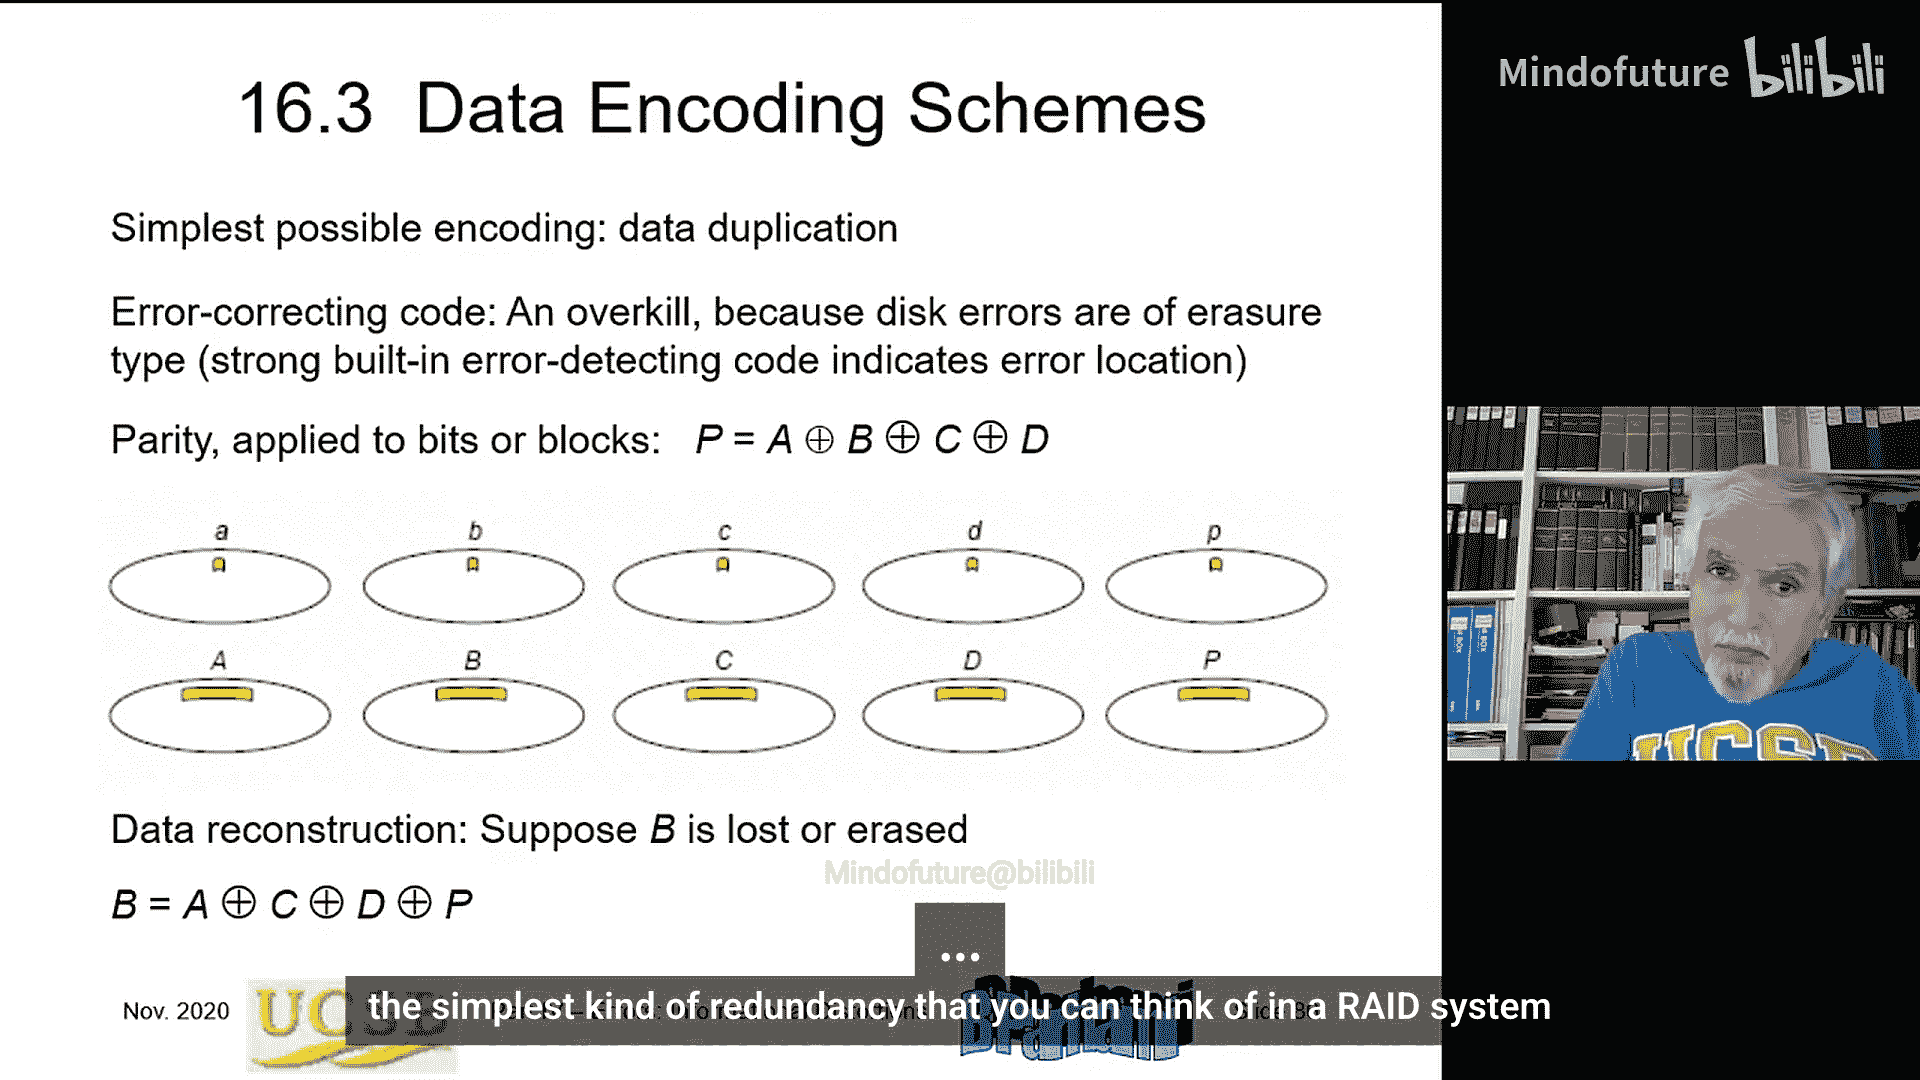 16.3 Data Encoding Schemes
Mindofuture bilibili
Simplest possible encoding: data duplication
Error-correcting code: An overkill, because disk errors are of erasure
type (strong built-in error-detecting code indicates error location)
Parity, applied to bits or blocks: P = A ⊕ B ⊕ C ⊕ D
a b c d p
A B C D P
UCSD
Data reconstruction: Suppose B is lost or erased
Mindofuture@bilibili
B = A ⊕ C ⊕ D ⊕ P
...
Nov. 2020
the simplest kind of redundancy that you can think of in a RAID system